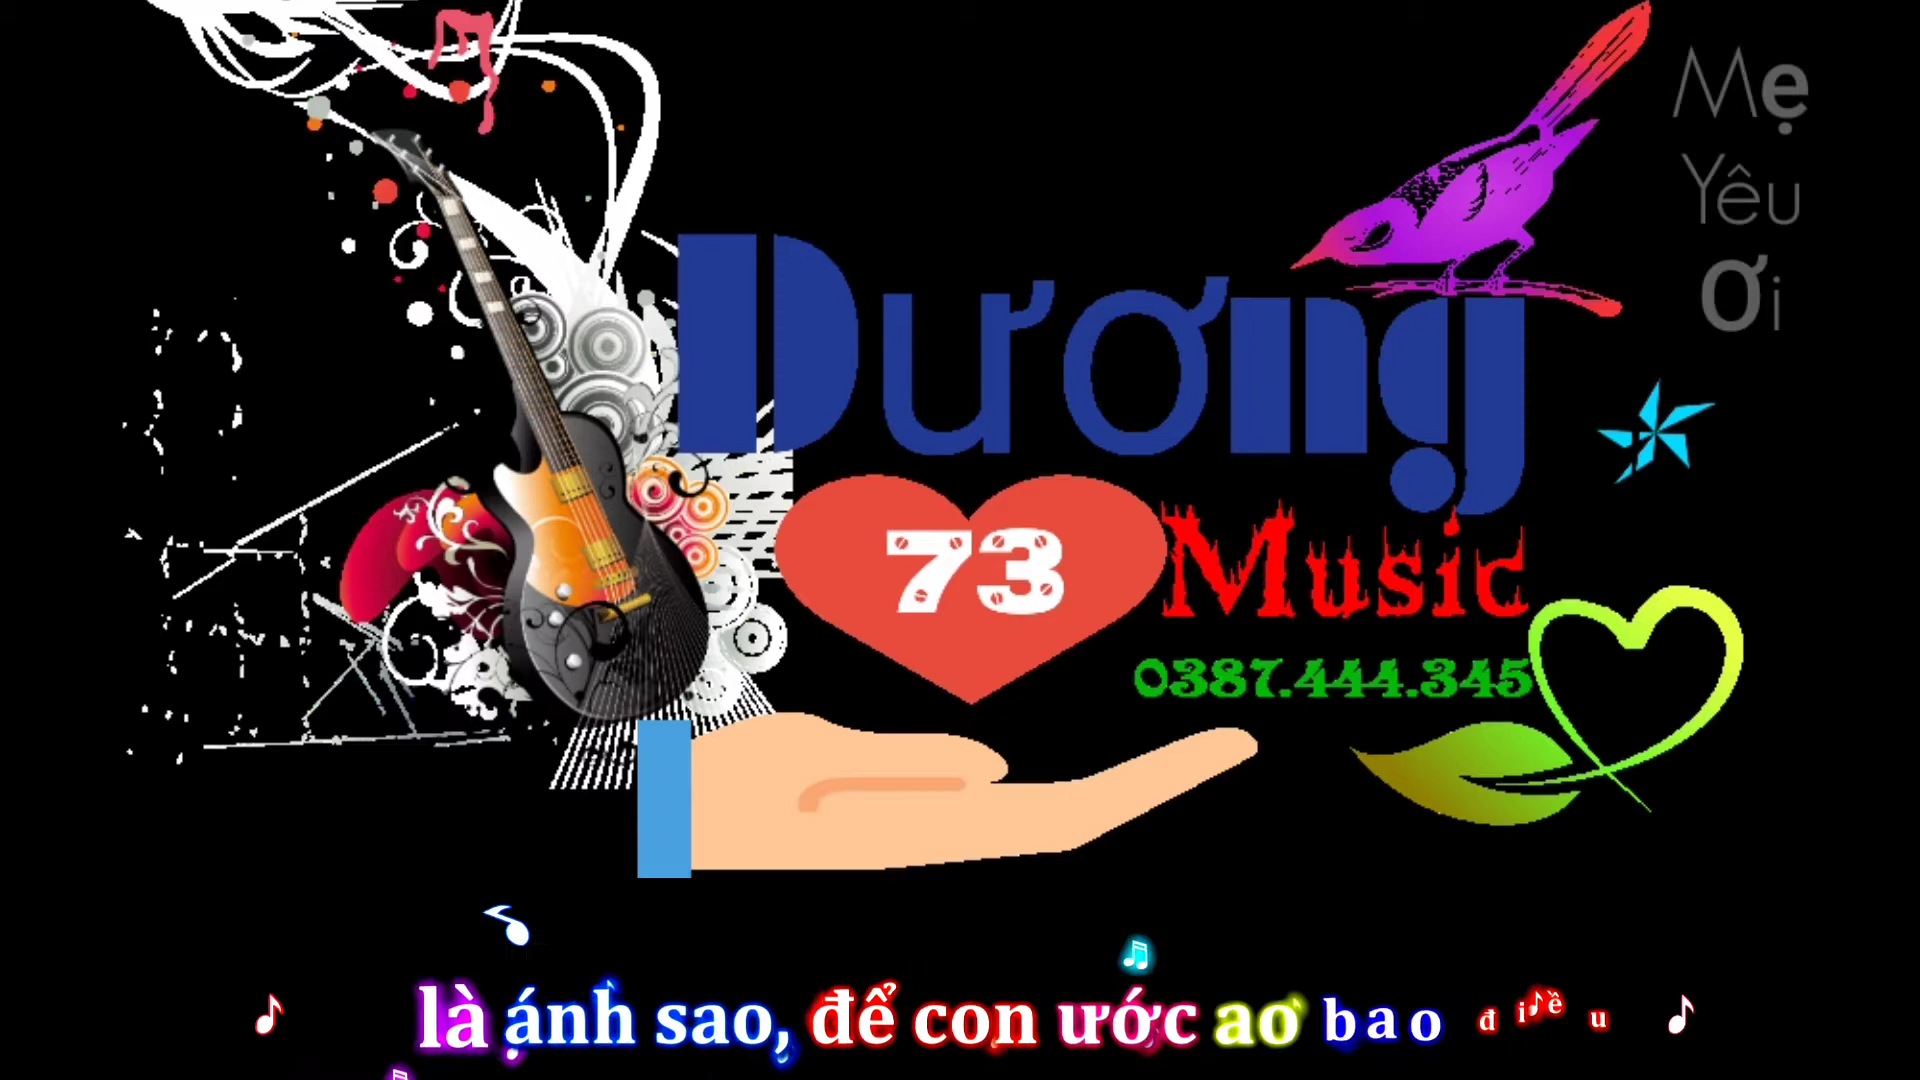 Mẹ
Yêu
Ơi
Dương
73
Music
0387.444.345
là ánh sao, để con ước ao bao điều